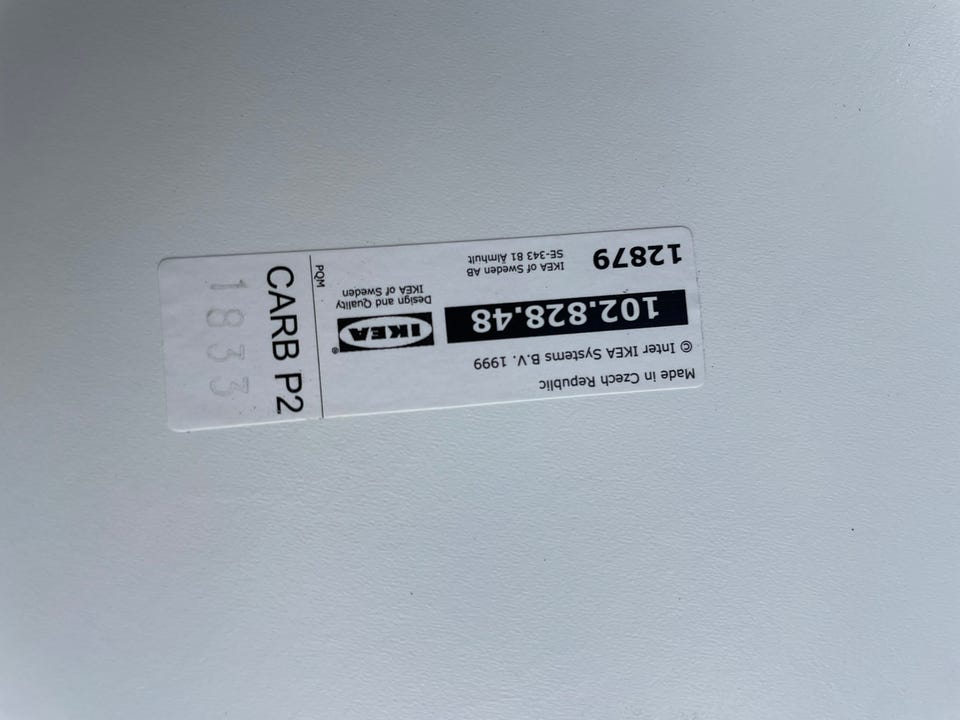 Made in Czech Republic
© Inter IKEA Systems B.V. 1999
102.828.48
IKEA®
Design and Quality
IKEA of Sweden
12879
IKEA of Sweden AB
SE-343 81 Älmhult
PQM
CARB P2
1833